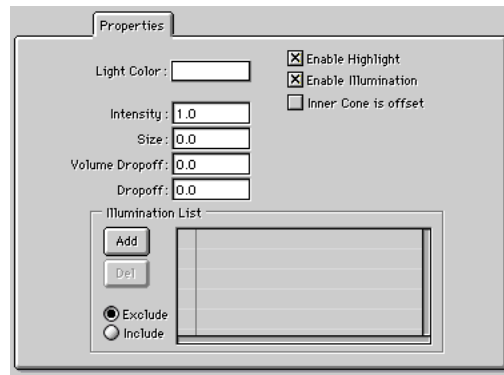 Properties
Light Color :
Enable Highlight
Enable Illumination
Inner Cone is offset
Intensity : 1.0
Size : 0.0
Volume Dropoff: 0.0
Dropoff: 0.0
Illumination List
Add
Del
Exclude
Include